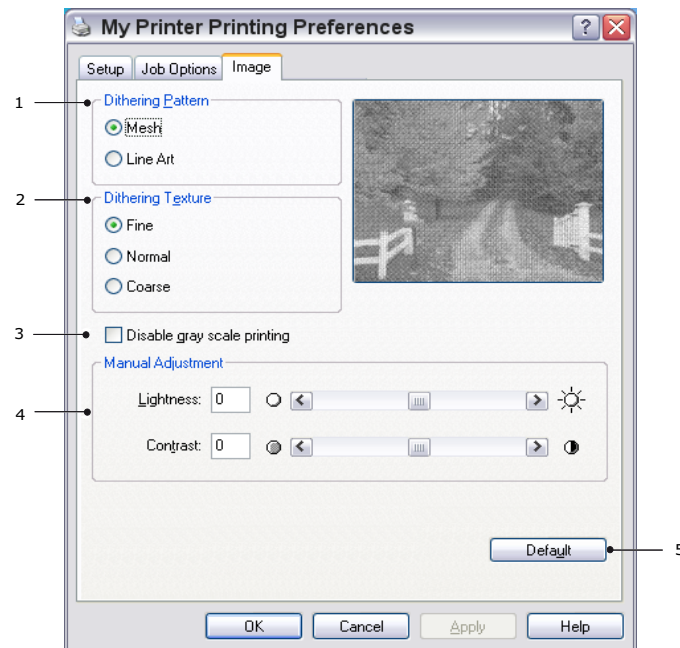 My Printer Printing Preferences
Setup Job Options Image
1 Dithering Pattern
Mesh
Line Art
2 Dithering Texture
Fine
Normal
Coarse
3 Disable gray scale printing
Manual Adjustment
Lightness: 0
4
Contrast: 0
Default 5
OK Cancel Apply Help